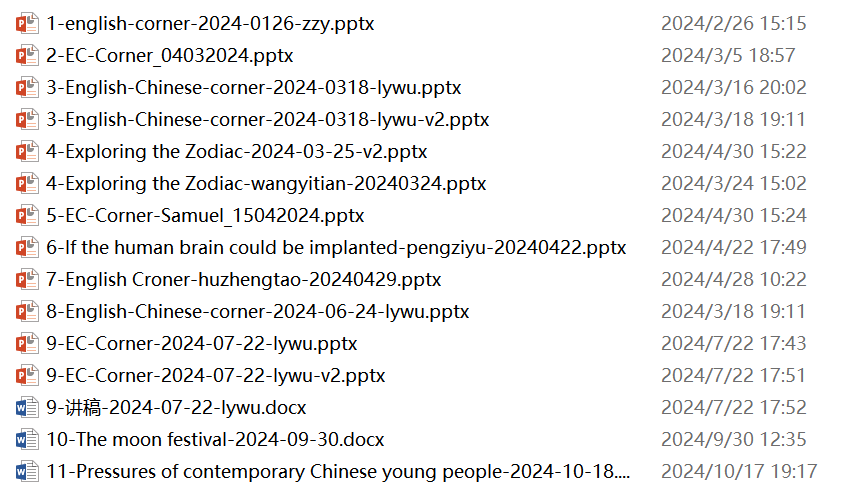 1-english-corner-2024-0126-zzy.pptx 2024/2/26 15:15
2-EC-Corner_04032024.pptx 2024/3/5 18:57
3-English-Chinese-corner-2024-0318-lywu.pptx 2024/3/16 20:02
3-English-Chinese-corner-2024-0318-lywu-v2.pptx 2024/3/18 19:11
4-Exploring the Zodiac-2024-03-25-v2.pptx 2024/4/30 15:22
4-Exploring the Zodiac-wangyitian-20240324.pptx 2024/3/24 15:02
5-EC-Corner-Samuel_15042024.pptx 2024/4/30 15:24
6-If the human brain could be implanted-pengziyu-20240422.pptx 2024/4/22 17:49
7-English Croner-huzhengtao-20240429.pptx 2024/4/28 10:22
8-English-Chinese-corner-2024-06-24-lywu.pptx 2024/3/18 19:11
9-EC-Corner-2024-07-22-lywu.pptx 2024/7/22 17:43
9-EC-Corner-2024-07-22-lywu-v2.pptx 2024/7/22 17:51
9-讲稿-2024-07-22-lywu.docx 2024/7/22 17:52
10-The moon festival-2024-09-30.docx 2024/9/30 12:35
11-Pressures of contemporary Chinese young people-2024-10-18.... 2024/10/17 19:17